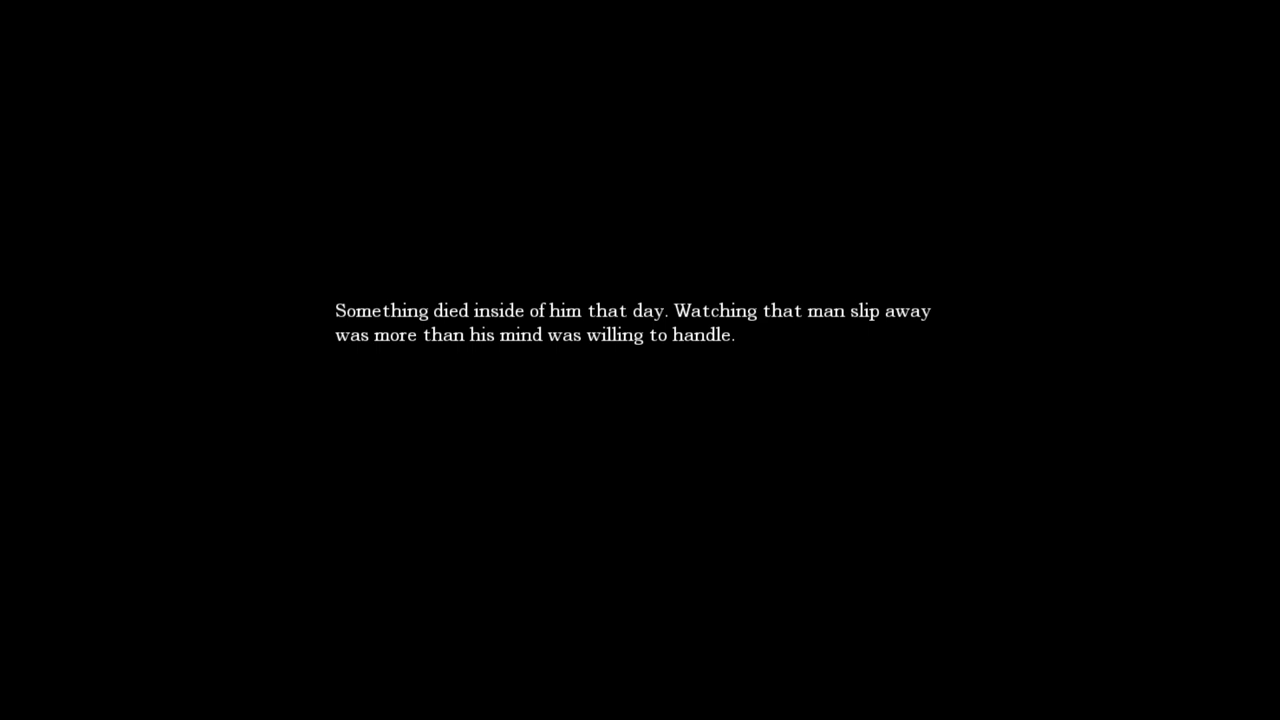 Something died inside of him that day. Watching that man slip away
was more than his mind was willing to handle.